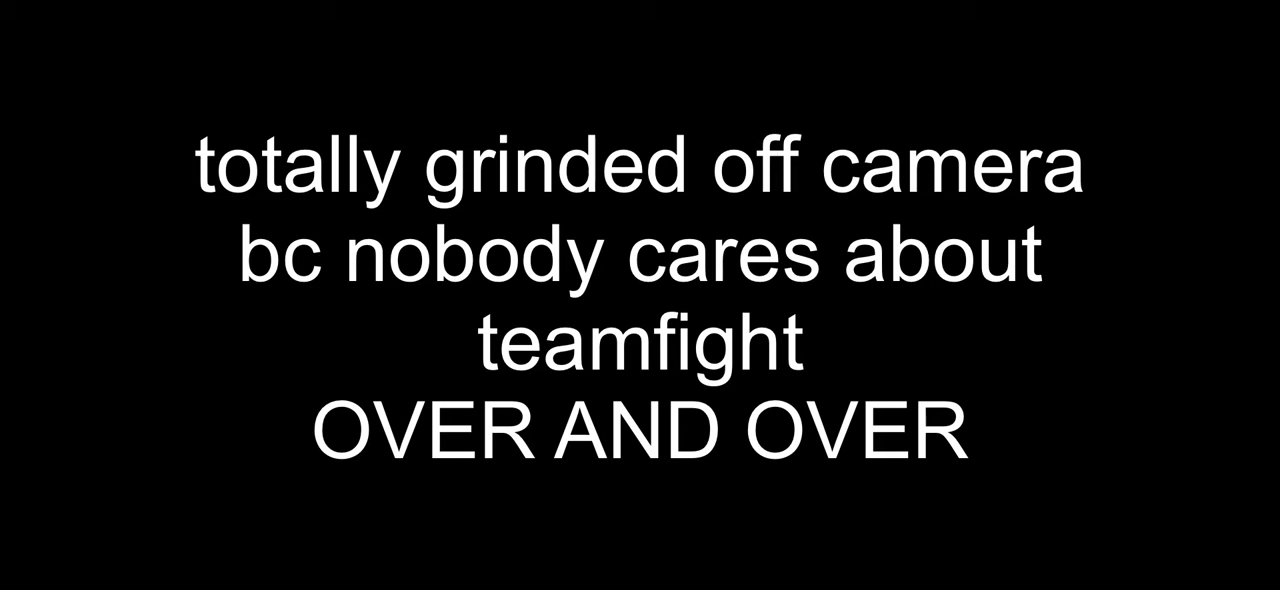 totally grinded off camera
bc nobody cares about
teamfight
OVER AND OVER